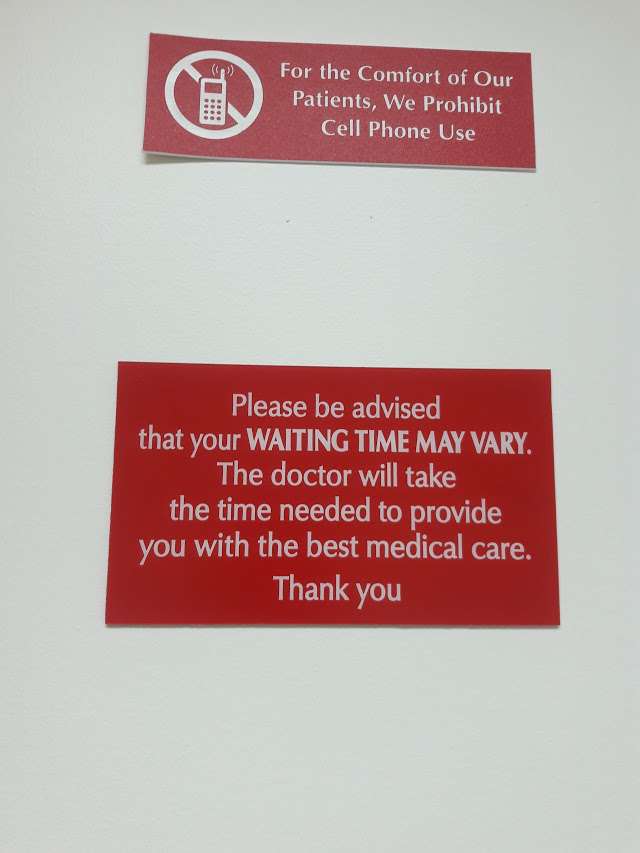 For the Comfort of Our
Patients, We Prohibit
Cell Phone Use
Please be advised
that your WAITING TIME MAY VARY.
The doctor will take
the time needed to provide
you with the best medical care.
Thank you